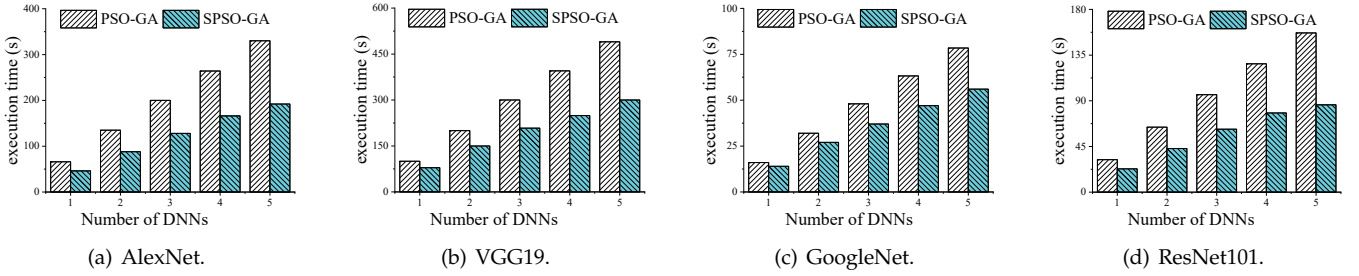 PSO-GA SPSO-GA
execution time (s)
400
300
200
100
0
1 2 3 4 5
Number of DNNs
(a) AlexNet.
PSO-GA SPSO-GA
execution time (s)
600
450
300
150
0
1 2 3 4 5
Number of DNNs
(b) VGG19.
PSO-GA SPSO-GA
execution time (s)
100
75
50
25
0
1 2 3 4 5
Number of DNNs
(c) GoogleNet.
PSO-GA SPSO-GA
execution time (s)
180
135
90
45
0
1 2 3 4 5
Number of DNNs
(d) ResNet101.